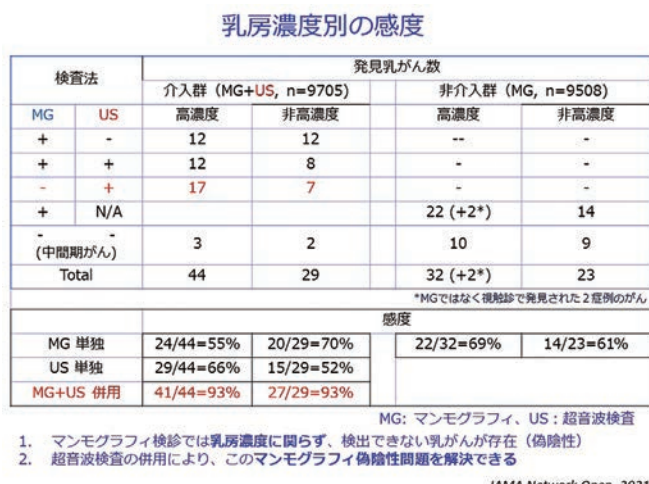 乳房濃度別の感度
検査法 発見乳がん数
介入群（MG+US, n=9705） 非介入群（MG, n=9508）
MG US 高濃度 非高濃度 高濃度 非高濃度
+ - 12 12 -- -
+ + 12 8 - -
- + 17 7 - -
+ N/A 22 (+2*) 14
- - 3 2 10 9
(中間期がん)
Total 44 29 32 (+2*) 23
*MGではなく視触診で発見された２症例のがん
感度
MG 単独 24/44=55% 20/29=70% 22/32=69% 14/23=61%
US 単独 29/44=66% 15/29=52%
MG+US 併用 41/44=93% 27/29=93%
MG: マンモグラフィ、US：超音波検査
1. マンモグラフィ検診では乳房濃度に関らず、検出できない乳がんが存在（偽陰性）
2. 超音波検査の併用により、このマンモグラフィ偽陰性問題を解決できる
JAMA Network Open, 2021